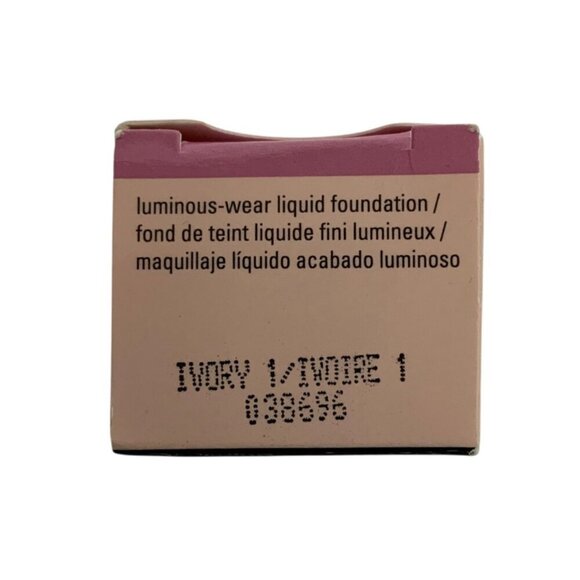 luminous-wear liquid foundation /
fond de teint liquide fini lumineux /
maquillaje líquido acabado luminoso
IVORY 1/IVOIRE 1
038696